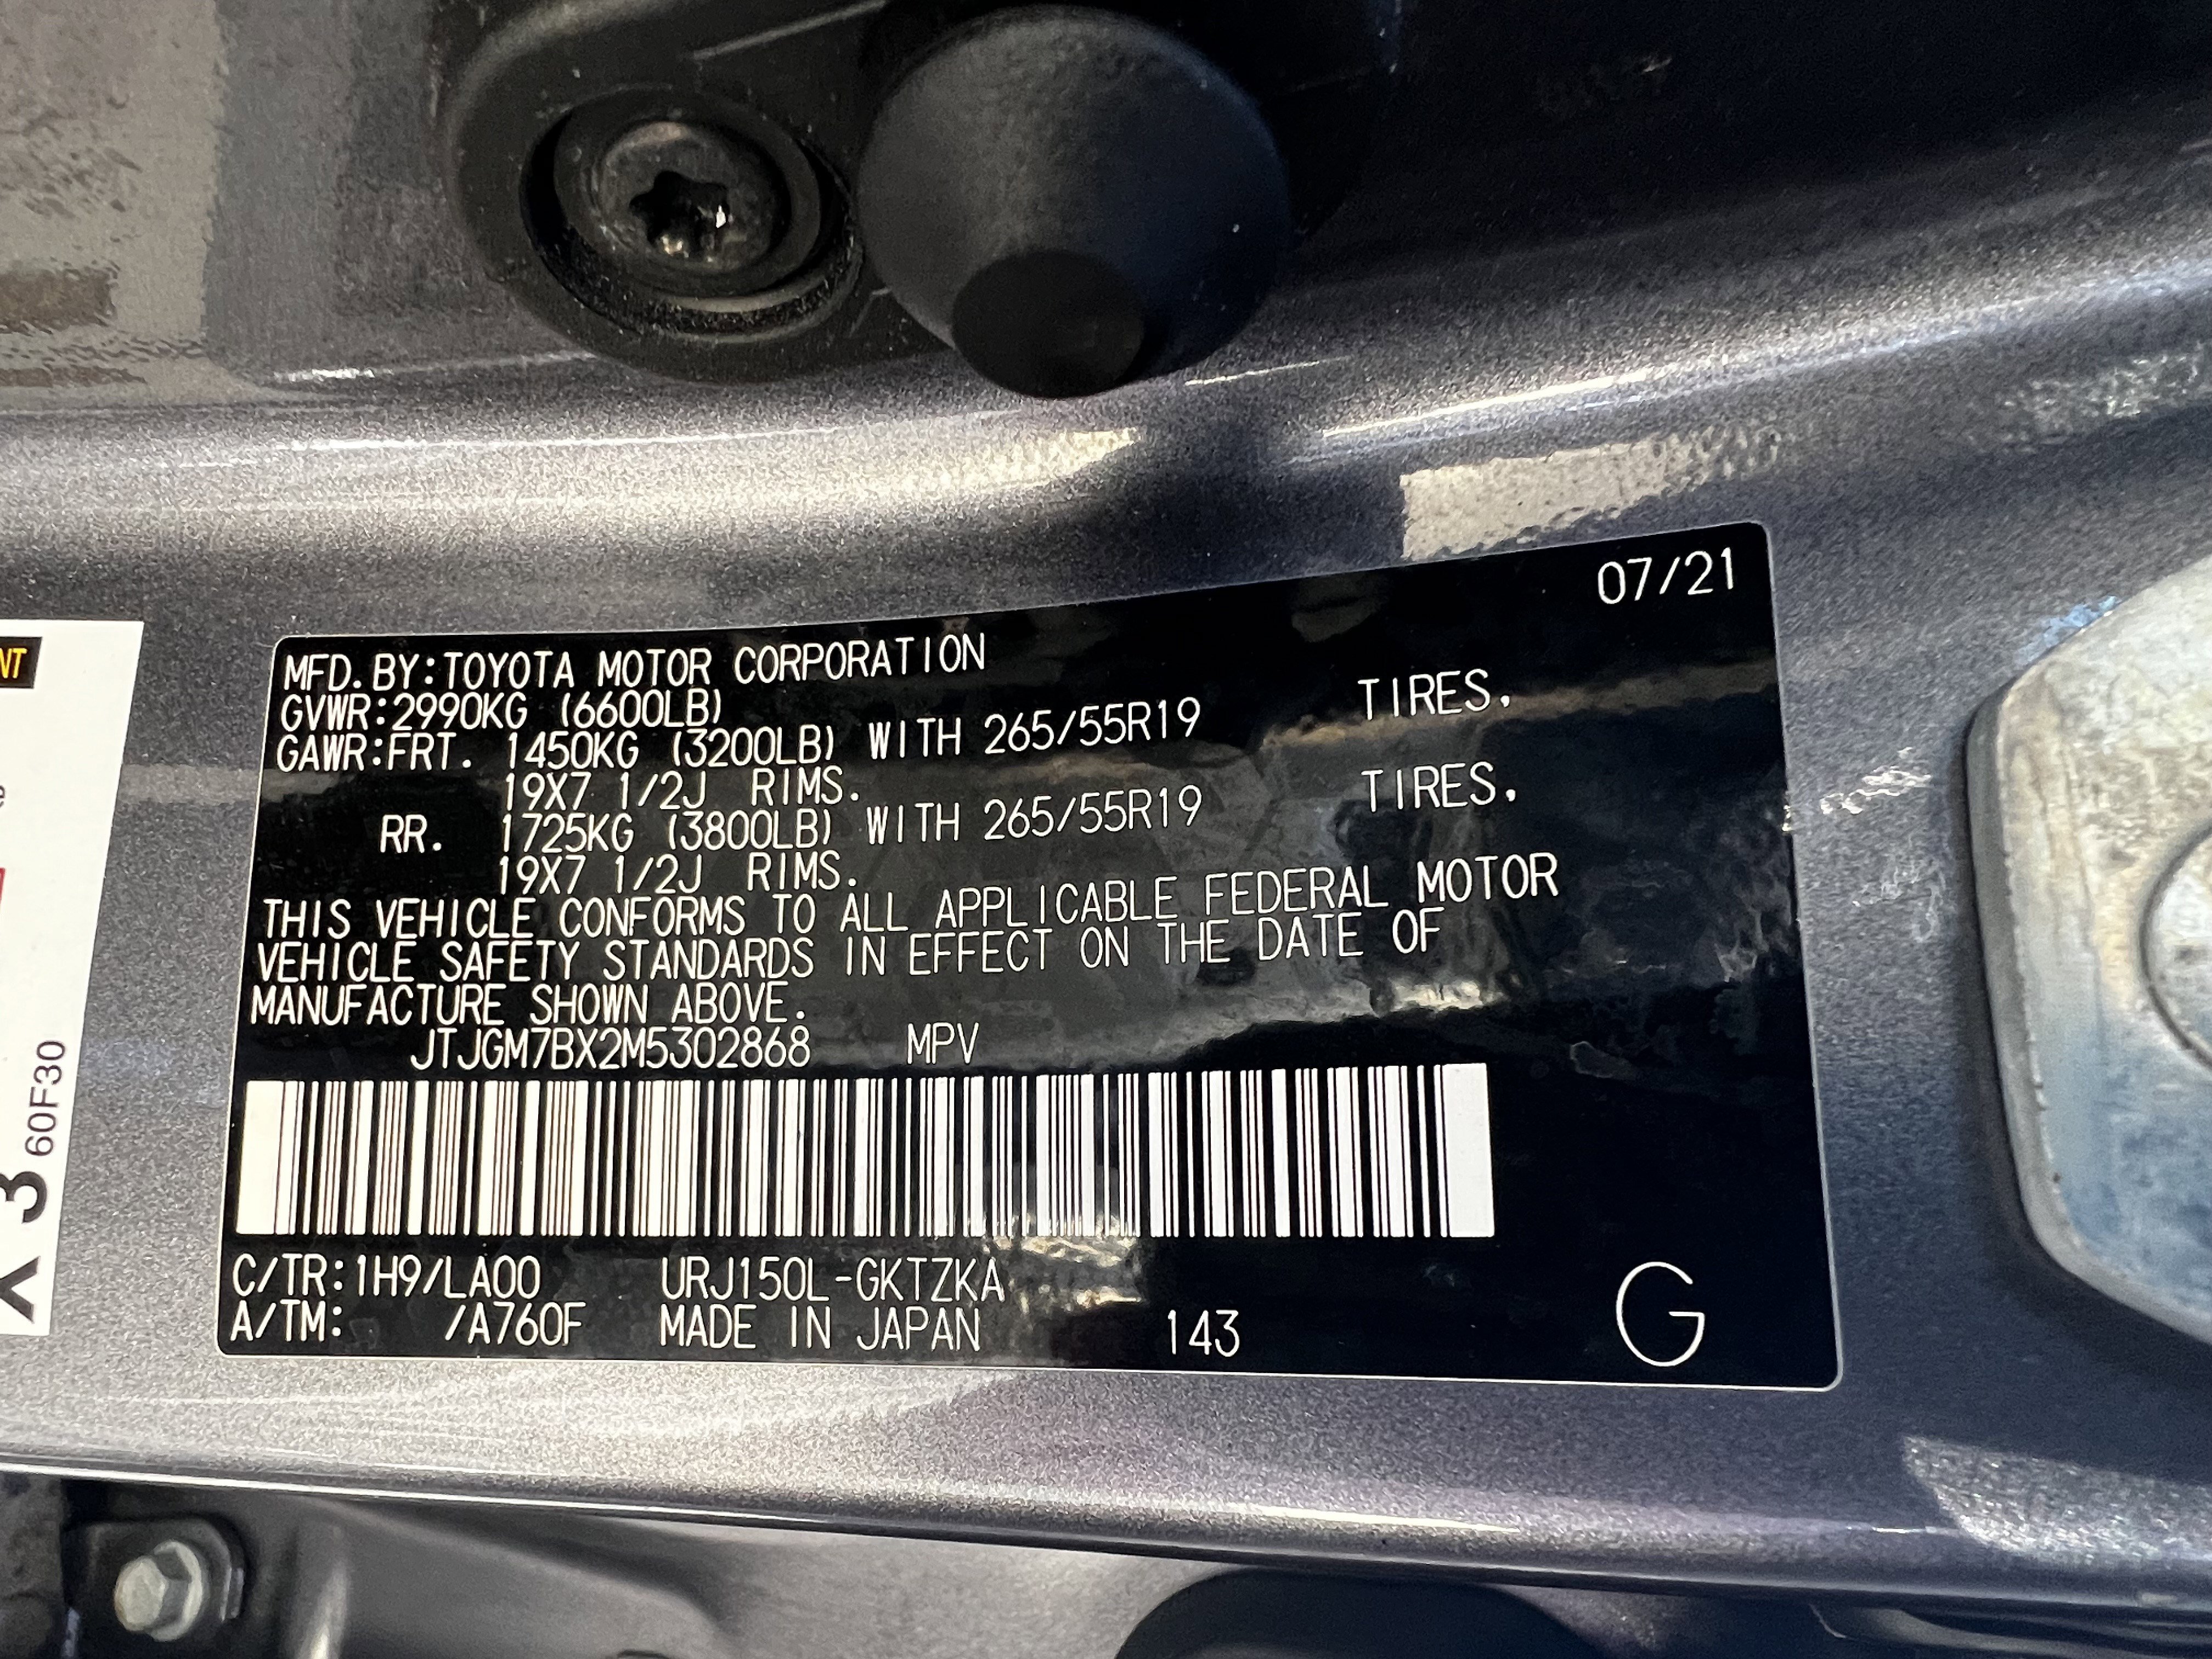 07/21
MFD.BY:TOYOTA MOTOR CORPORATION
GVWR:2990KG (6600LB)
GAWR:FRT. 1450KG (3200LB) WITH 265/55R19 TIRES,
19X7 1/2J RIMS.
RR. 1725KG (3800LB) WITH 265/55R19 TIRES,
19X7 1/2J RIMS.
THIS VEHICLE CONFORMS TO ALL APPLICABLE FEDERAL MOTOR
VEHICLE SAFETY STANDARDS IN EFFECT ON THE DATE OF
MANUFACTURE SHOWN ABOVE.
JTJGM7BX2M5302868 MPV
C/TR:1H9/LA00 URJ150L-GKTZKA
A/TM: /A760F MADE IN JAPAN 143 G
NT
3
60F30